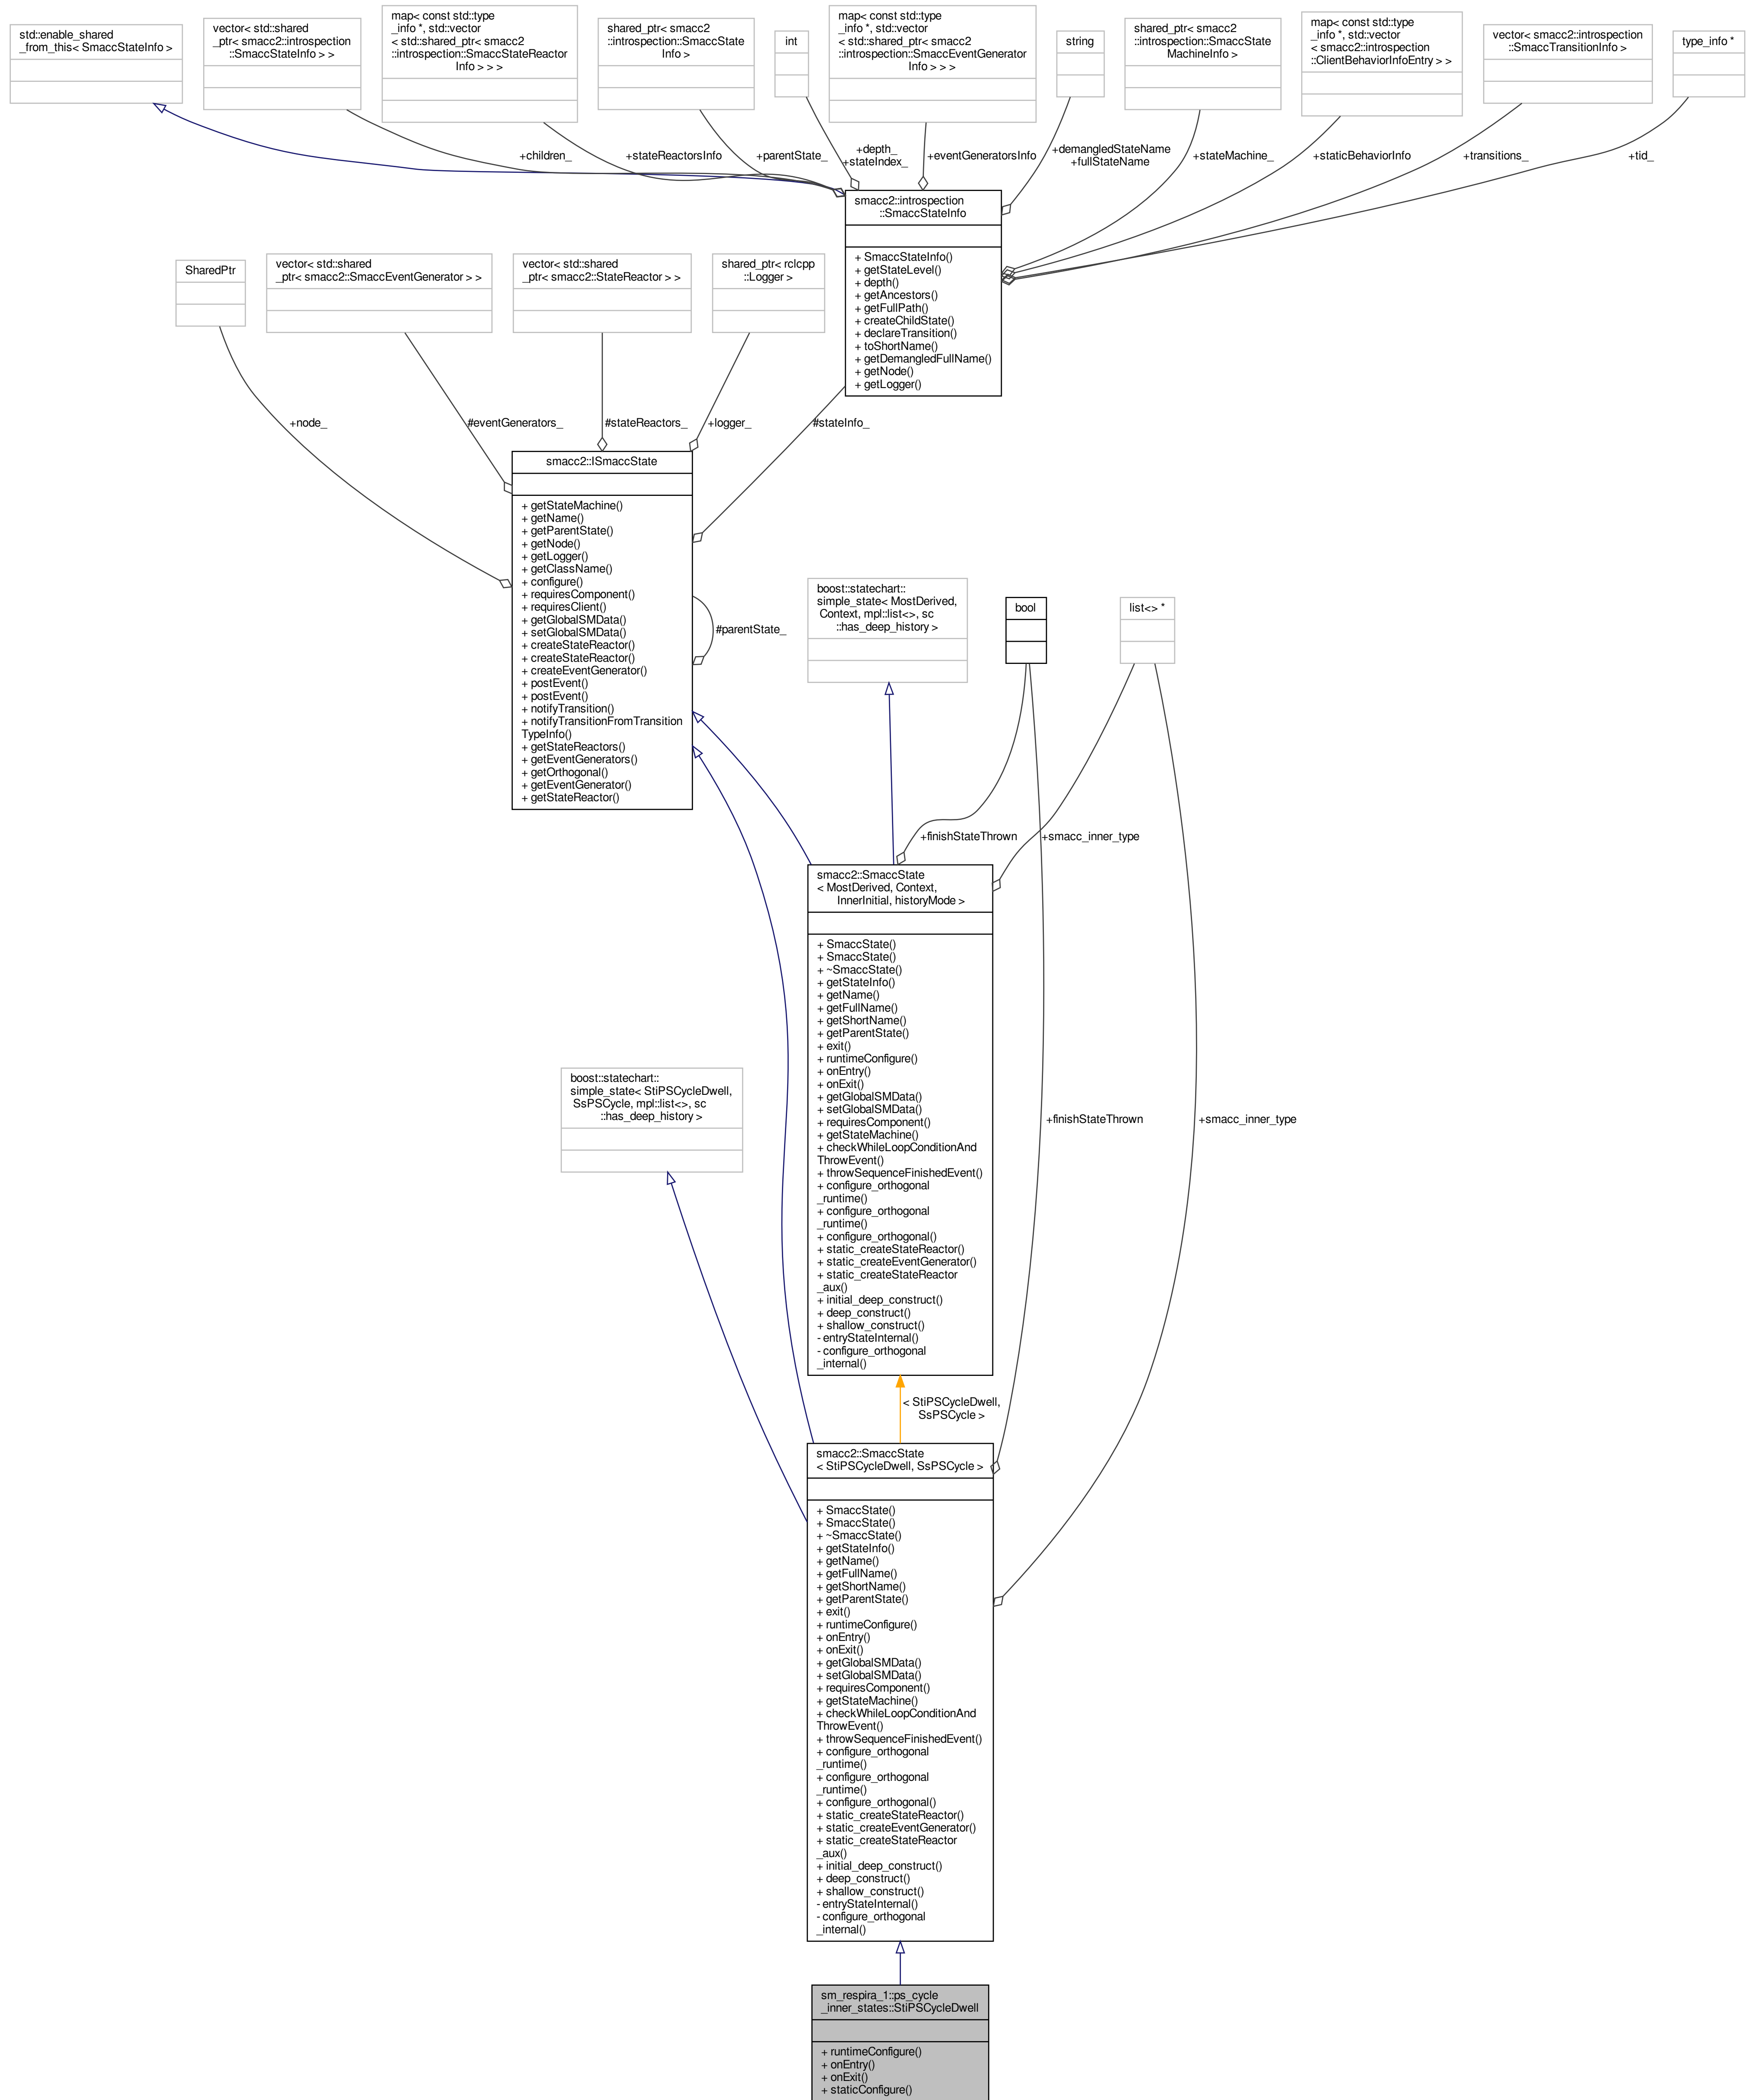 std::enable_shared
_from_this< SmaccStateInfo >
vector< std::shared
_ptr< smacc2::introspection
::SmaccStateInfo > >
map< const std::type
_info *, std::vector
< std::shared_ptr< smacc2
::introspection::SmaccStateReactor
Info > > >
shared_ptr< smacc2
::introspection::SmaccState
Info >
int
map< const std::type
_info *, std::vector
< std::shared_ptr< smacc2
::introspection::SmaccEventGenerator
Info > > >
string
shared_ptr< smacc2
::introspection::SmaccState
MachineInfo >
map< const std::type
_info *, std::vector
< smacc2::introspection
::ClientBehaviorInfoEntry > >
vector< smacc2::introspection
::SmaccTransitionInfo >
type_info *
+children_
+stateReactorsInfo
+parentState_
+depth_
+stateIndex_
+eventGeneratorsInfo
+demangledStateName
+fullStateName
+stateMachine_
+staticBehaviorInfo
+transitions_
+tid_
smacc2::introspection
::SmaccStateInfo
+ SmaccStateInfo()
+ getStateLevel()
+ depth()
+ getAncestors()
+ getFullPath()
+ createChildState()
+ declareTransition()
+ toShortName()
+ getDemangledFullName()
+ getNode()
+ getLogger()
SharedPtr
vector< std::shared
_ptr< smacc2::SmaccEventGenerator > >
vector< std::shared
_ptr< smacc2::StateReactor > >
shared_ptr< rclcpp
::Logger >
+node_
#eventGenerators_
#stateReactors_
+logger_
#stateInfo_
smacc2::ISmaccState
+ getStateMachine()
+ getName()
+ getParentState()
+ getNode()
+ getLogger()
+ getClassName()
+ configure()
+ requiresComponent()
+ requiresClient()
+ getGlobalSMData()
+ setGlobalSMData()
+ createStateReactor()
+ createStateReactor()
+ createEventGenerator()
+ postEvent()
+ postEvent()
+ notifyTransition()
+ notifyTransitionFromTransition
TypeInfo()
+ getStateReactors()
+ getEventGenerators()
+ getOrthogonal()
+ getEventGenerator()
+ getStateReactor()
#parentState_
boost::statechart::
simple_state< MostDerived,
Context, mpl::list<>, sc
::has_deep_history >
bool
list<> *
+finishStateThrown
+smacc_inner_type
smacc2::SmaccState
< MostDerived, Context,
InnerInitial, historyMode >
+ SmaccState()
+ SmaccState()
+ ~SmaccState()
+ getStateInfo()
+ getName()
+ getFullName()
+ getShortName()
+ getParentState()
+ exit()
+ runtimeConfigure()
+ onEntry()
+ onExit()
+ getGlobalSMData()
+ setGlobalSMData()
+ requiresComponent()
+ getStateMachine()
+ checkWhileLoopConditionAnd
ThrowEvent()
+ throwSequenceFinishedEvent()
+ configure_orthogonal
_runtime()
+ configure_orthogonal
_runtime()
+ configure_orthogonal()
+ static_createStateReactor()
+ static_createEventGenerator()
+ static_createStateReactor
_aux()
+ initial_deep_construct()
+ deep_construct()
+ shallow_construct()
- entryStateInternal()
- configure_orthogonal
_internal()
boost::statechart::
simple_state< StiPSCycleDwell,
SsPSCycle, mpl::list<>, sc
::has_deep_history >
+finishStateThrown
+smacc_inner_type
< StiPSCycleDwell,
SsPSCycle >
smacc2::SmaccState
< StiPSCycleDwell, SsPSCycle >
+ SmaccState()
+ SmaccState()
+ ~SmaccState()
+ getStateInfo()
+ getName()
+ getFullName()
+ getShortName()
+ getParentState()
+ exit()
+ runtimeConfigure()
+ onEntry()
+ onExit()
+ getGlobalSMData()
+ setGlobalSMData()
+ requiresComponent()
+ getStateMachine()
+ checkWhileLoopConditionAnd
ThrowEvent()
+ throwSequenceFinishedEvent()
+ configure_orthogonal
_runtime()
+ configure_orthogonal
_runtime()
+ configure_orthogonal()
+ static_createStateReactor()
+ static_createEventGenerator()
+ static_createStateReactor
_aux()
+ initial_deep_construct()
+ deep_construct()
+ shallow_construct()
- entryStateInternal()
- configure_orthogonal
_internal()
sm_respira_1::ps_cycle
_inner_states::StiPSCycleDwell
+ runtimeConfigure()
+ onEntry()
+ onExit()
+ staticConfigure()